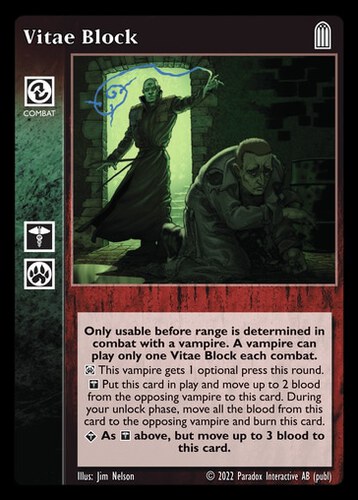 Vitae Block
COMBAT
Only usable before range is determined in
combat with a vampire. A vampire can
play only one Vitae Block each combat.
This vampire gets 1 optional press this round.
Put this card in play and move up to 2 blood
from the opposing vampire to this card. During
your unlock phase, move all the blood from this
card to the opposing vampire and burn this card.
As above, but move up to 3 blood to
this card.
Illus: Jim Nelson © 2022 Paradox Interactive AB (publ)